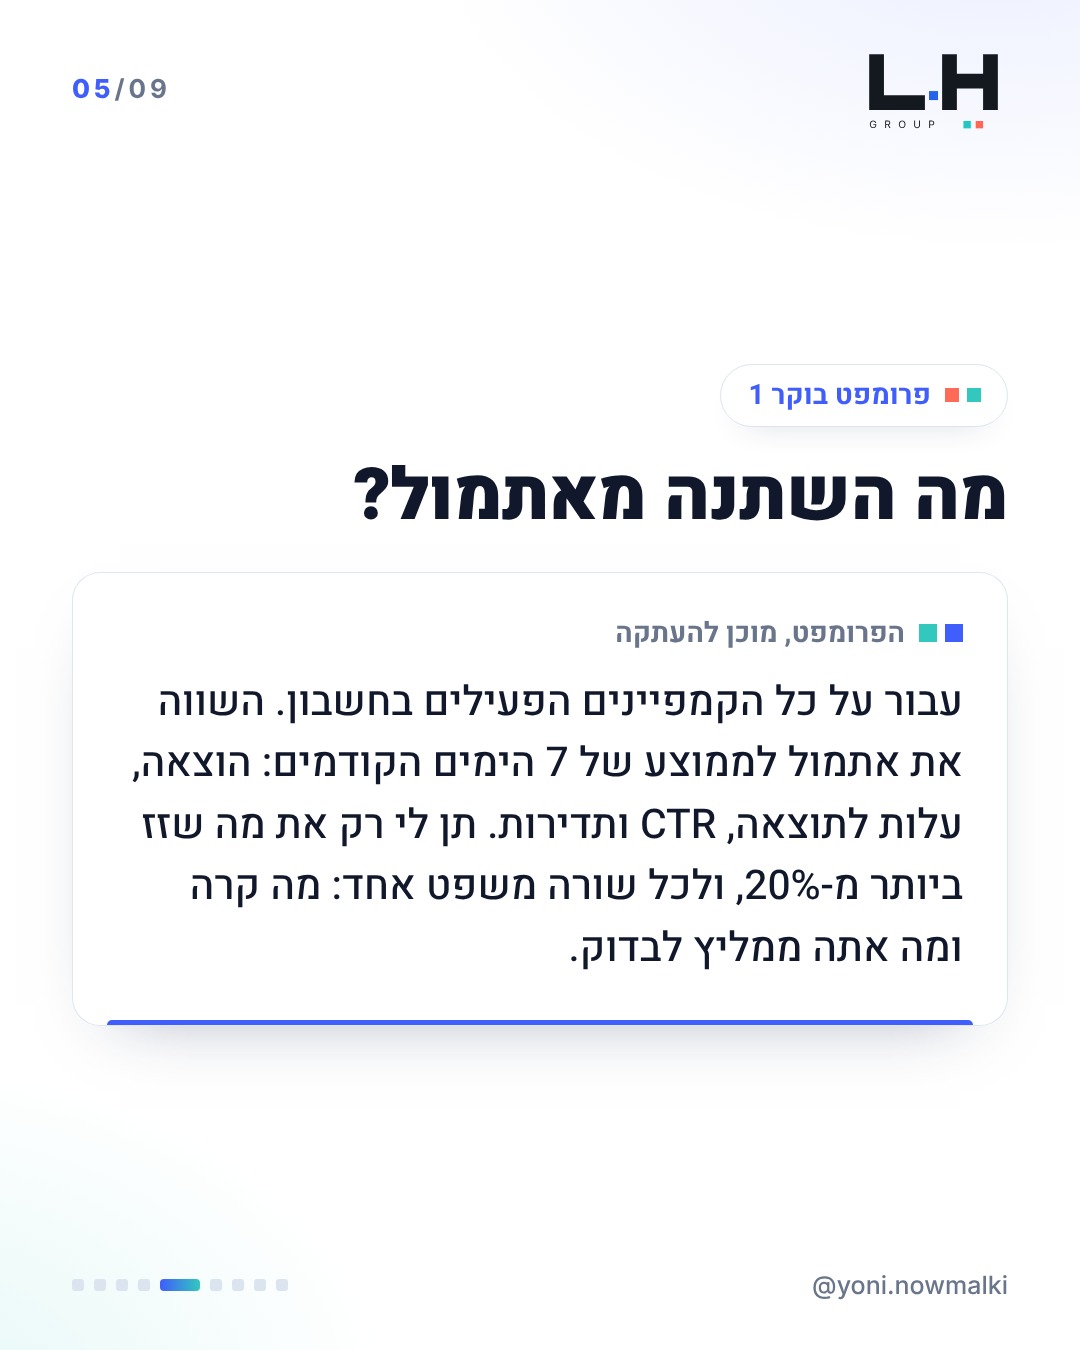 05/09
L.H
GROUP
פרומפט בוקר 1
מה השתנה מאתמול?
הפרומפט, מוכן להעתקה
עבור על כל הקמפיינים הפעילים בחשבון. השווה
את אתמול לממוצע של 7 הימים הקודמים: הוצאה,
עלות לתוצאה, CTR ותדירות. תן לי רק את מה שזז
ביותר מ-20%, ולכל שורה משפט אחד: מה קרה
ומה אתה ממליץ לבדוק.
@yoni.nowmalki